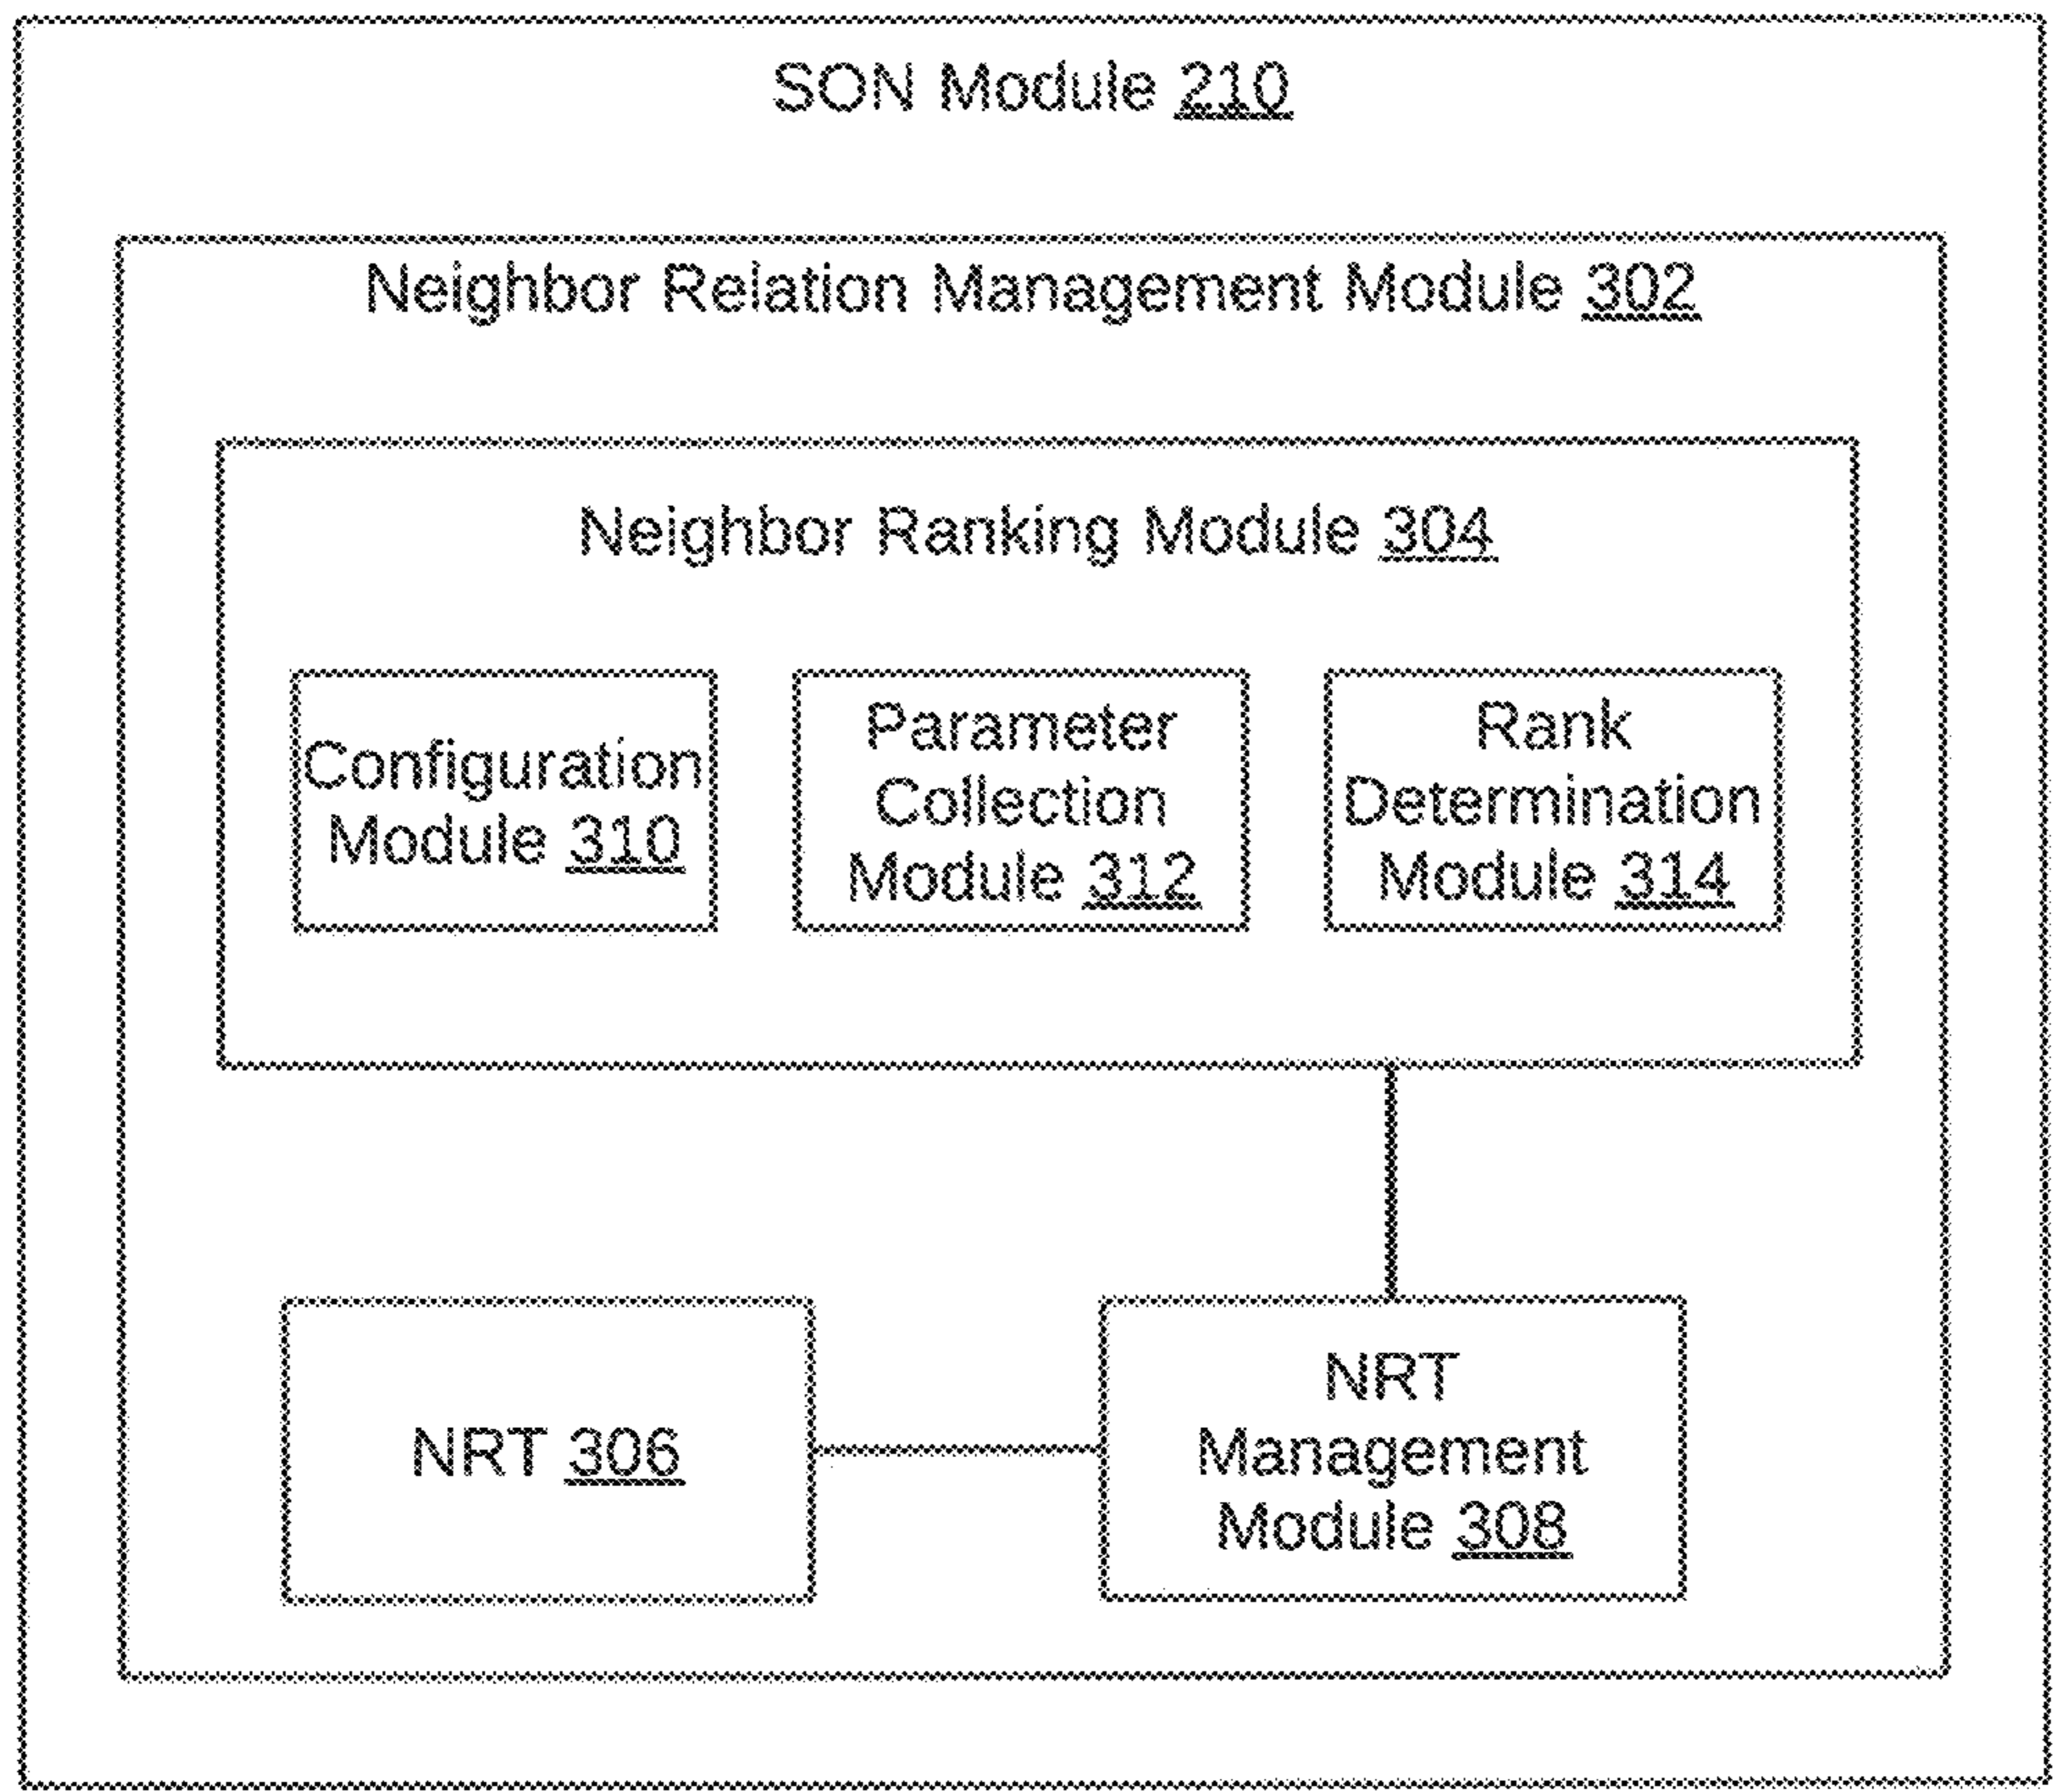 SON Module 210
Neighbor Relation Management Module 302
Neighbor Ranking Module 304
Configuration
Module 310
Parameter
Collection
Module 312
Rank
Determination
Module 314
NRT 306
NRT
Management
Module 308